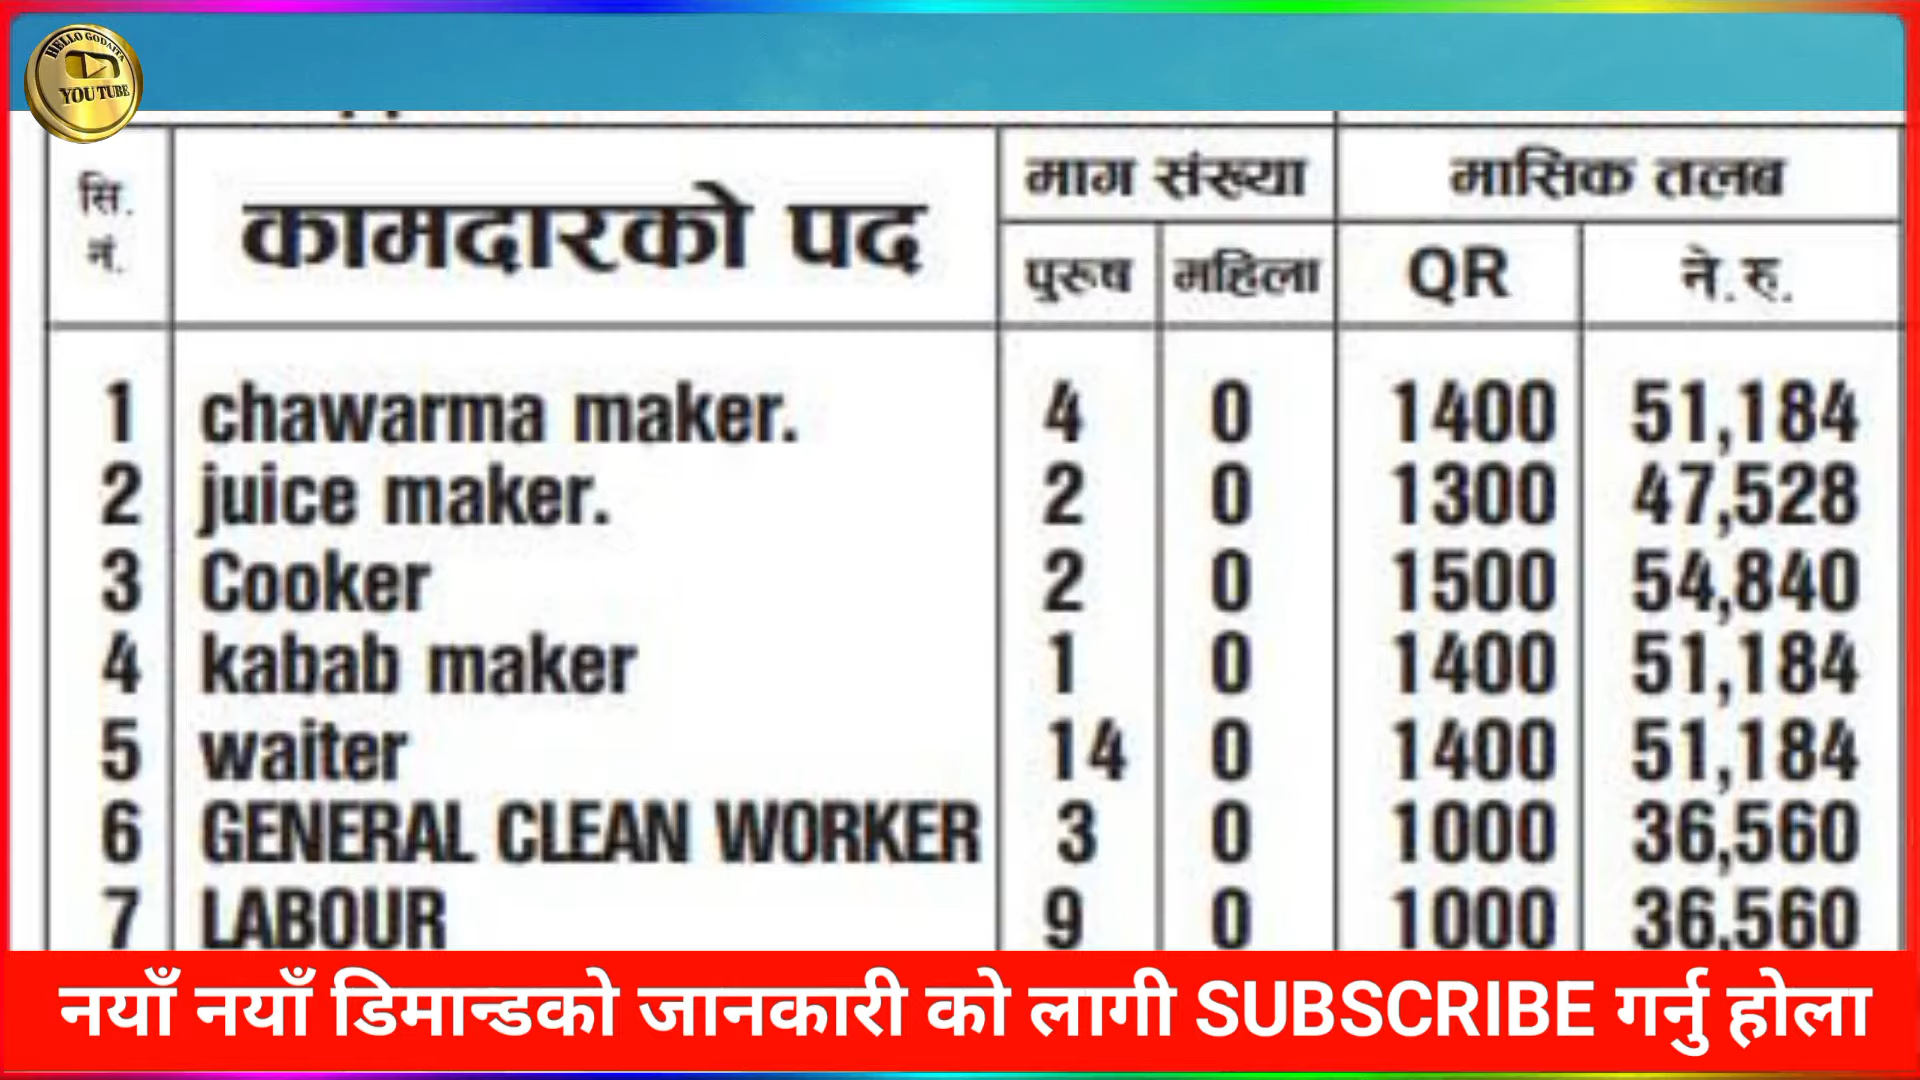 HELLO GODAITA
YOU TUBE
सि. नं. कामदारको पद माग संख्या मासिक तलब
पुरुष महिला QR ने.रु.
1 chawarma maker. 4 0 1400 51,184
2 juice maker. 2 0 1300 47,528
3 Cooker 2 0 1500 54,840
4 kabab maker 1 0 1400 51,184
5 waiter 14 0 1400 51,184
6 GENERAL CLEAN WORKER 3 0 1000 36,560
7 LABOUR 9 0 1000 36,560
नयाँ नयाँ डिमान्डको जानकारी को लागी SUBSCRIBE गर्नु होला